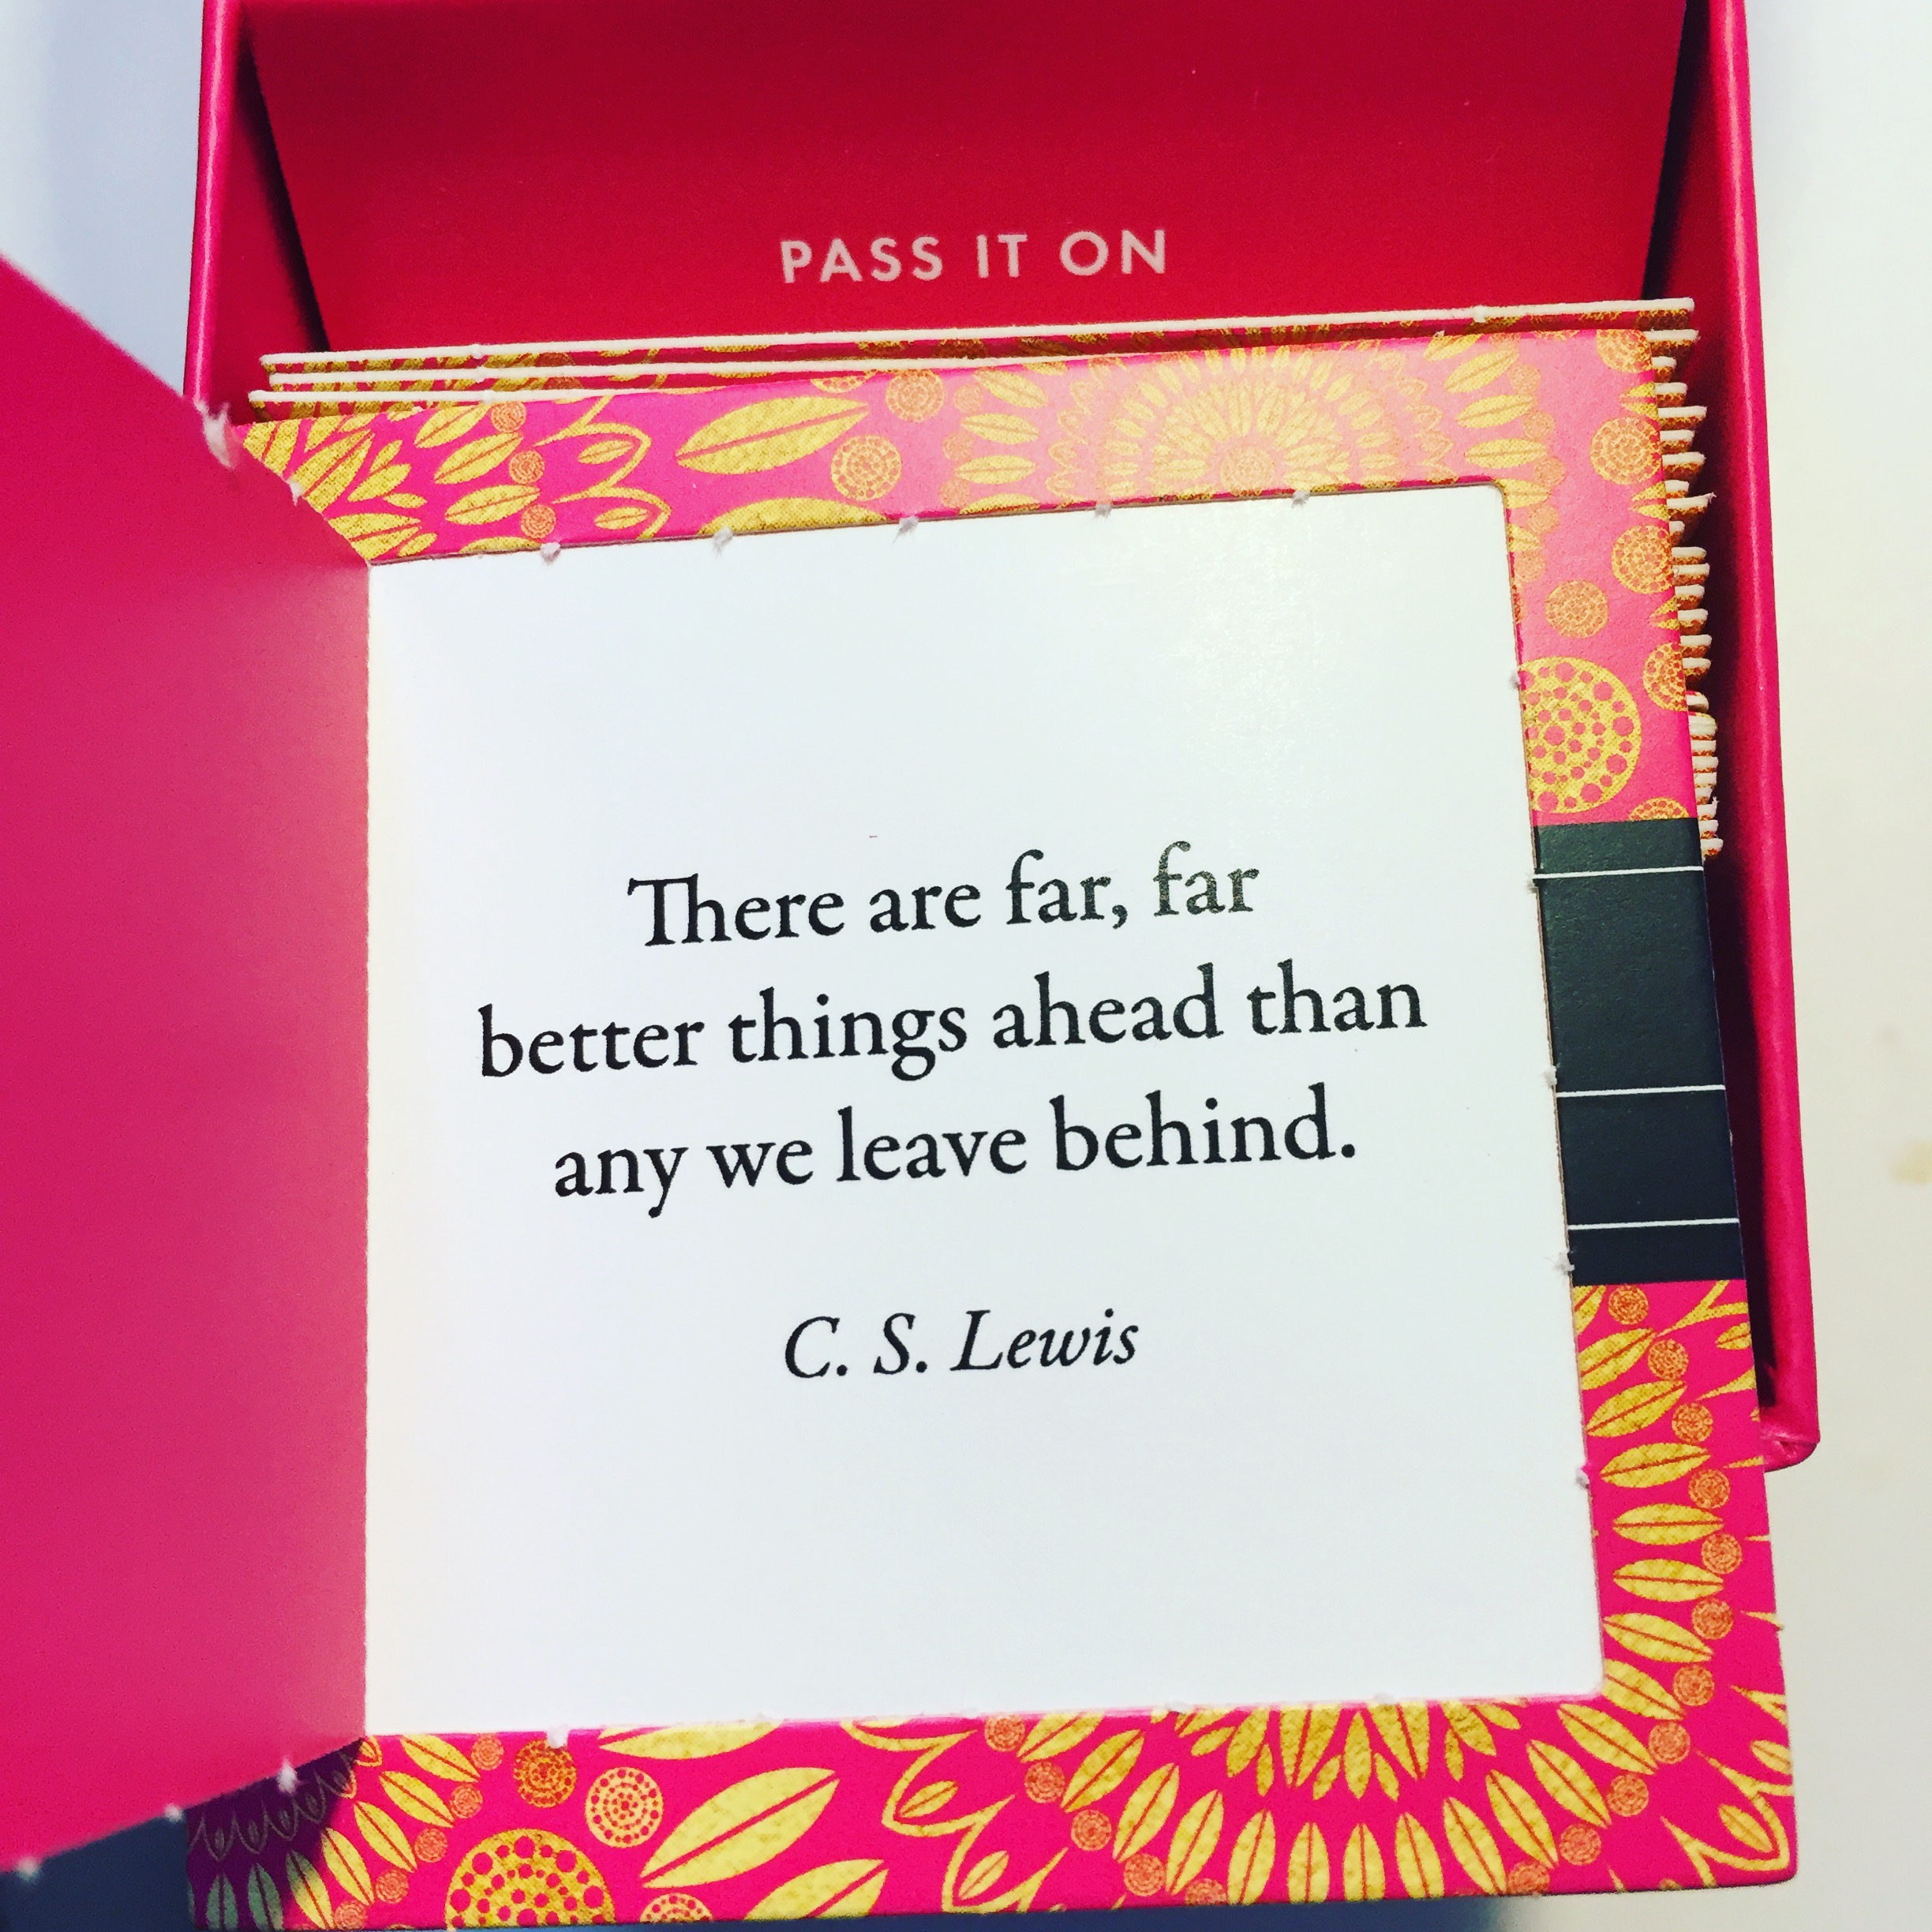 PASS IT ON
There are far, far
better things ahead than
any we leave behind.
C. S. Lewis